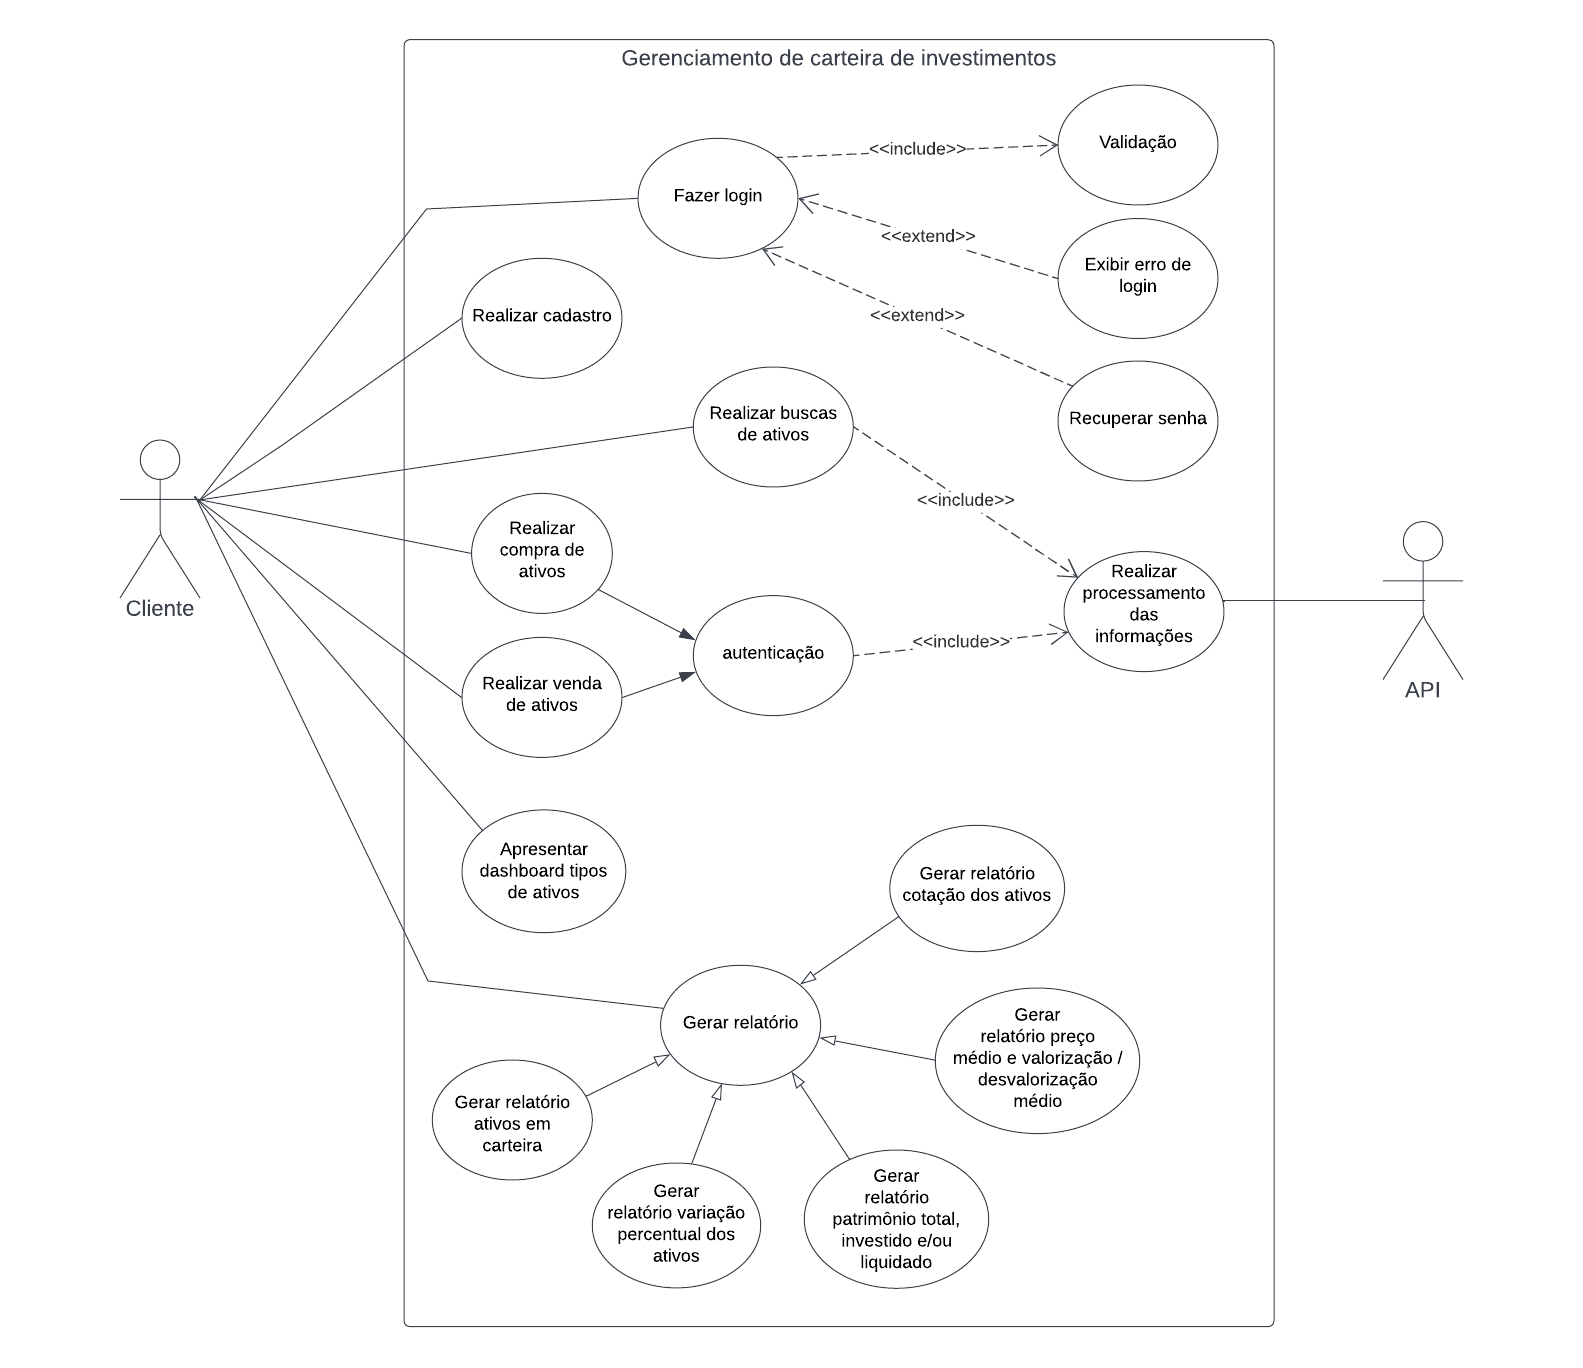 Gerenciamento de carteira de investimentos
Validação
<<include>>
Fazer login
<<extend>>
Exibir erro de
login
<<extend>>
Realizar cadastro
Recuperar senha
Realizar buscas
de ativos
<<include>>
Realizar
compra de
ativos
Cliente
Realizar
processamento
das
informações
<<include>>
autenticação
API
Realizar venda
de ativos
Apresentar
dashboard tipos
de ativos
Gerar relatório
cotação dos ativos
Gerar relatório
Gerar
relatório preço
médio e valorização /
desvalorização
médio
Gerar relatório
ativos em
carteira
Gerar
relatório variação
percentual dos
ativos
Gerar
relatório
patrimônio total,
investido e/ou
liquidado